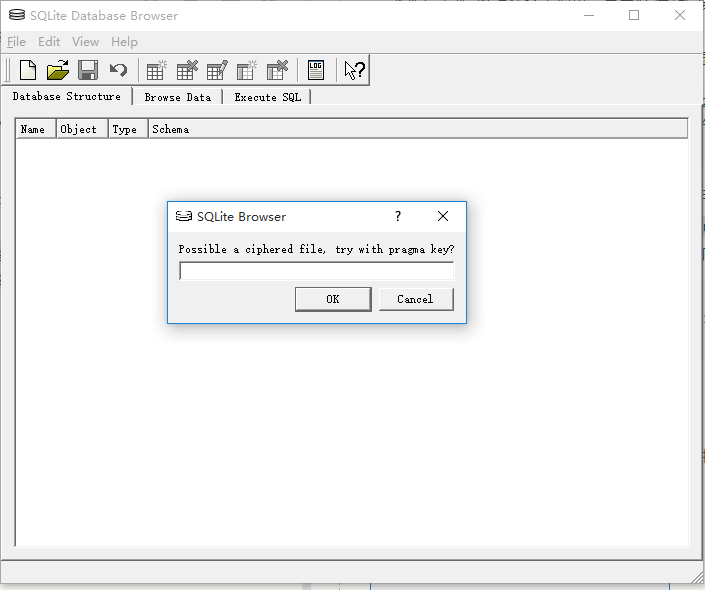 SQLite Database Browser
File Edit View Help
LOG
Database Structure Browse Data Execute SQL
Name Object Type Schema
SQLite Browser
Possible a ciphered file, try with pragma key?
OK Cancel